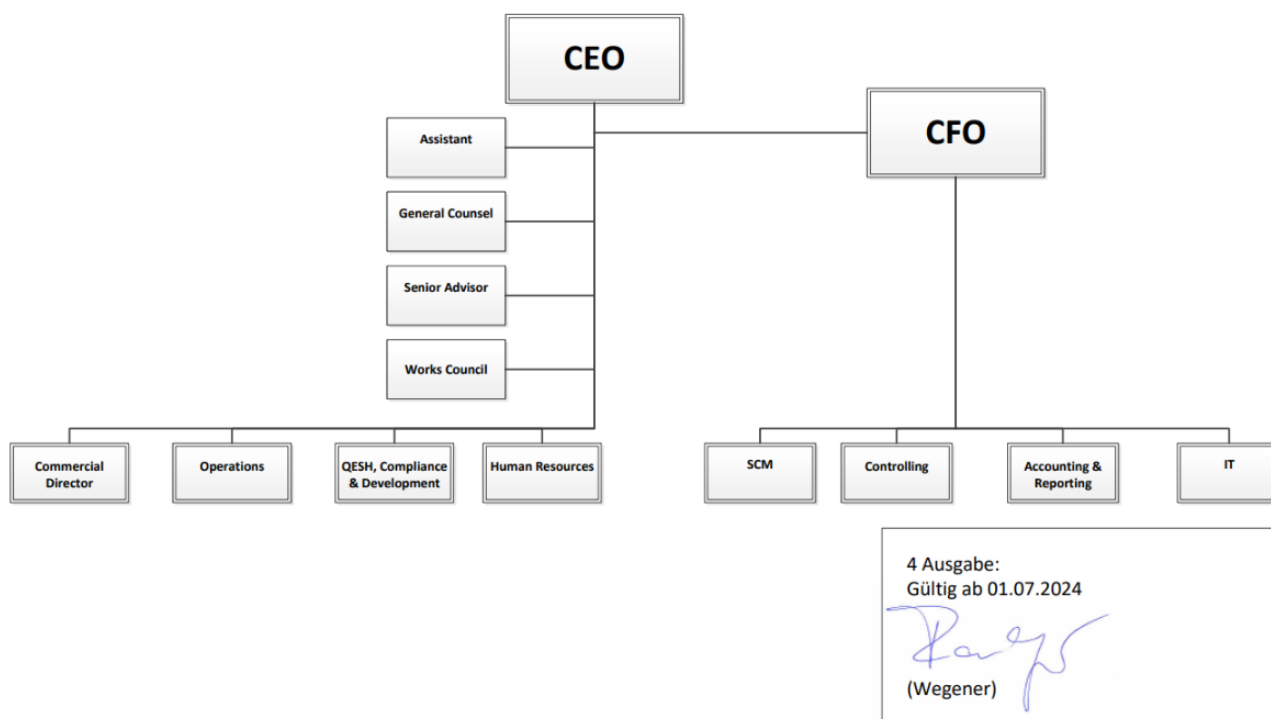 CEO
CFO
Assistant
General Counsel
Senior Advisor
Works Council
Commercial
Director
Operations
QESH, Compliance
& Development
Human Resources
SCM
Controlling
Accounting &
Reporting
IT
4 Ausgabe:
Gültig ab 01.07.2024
(Wegener)